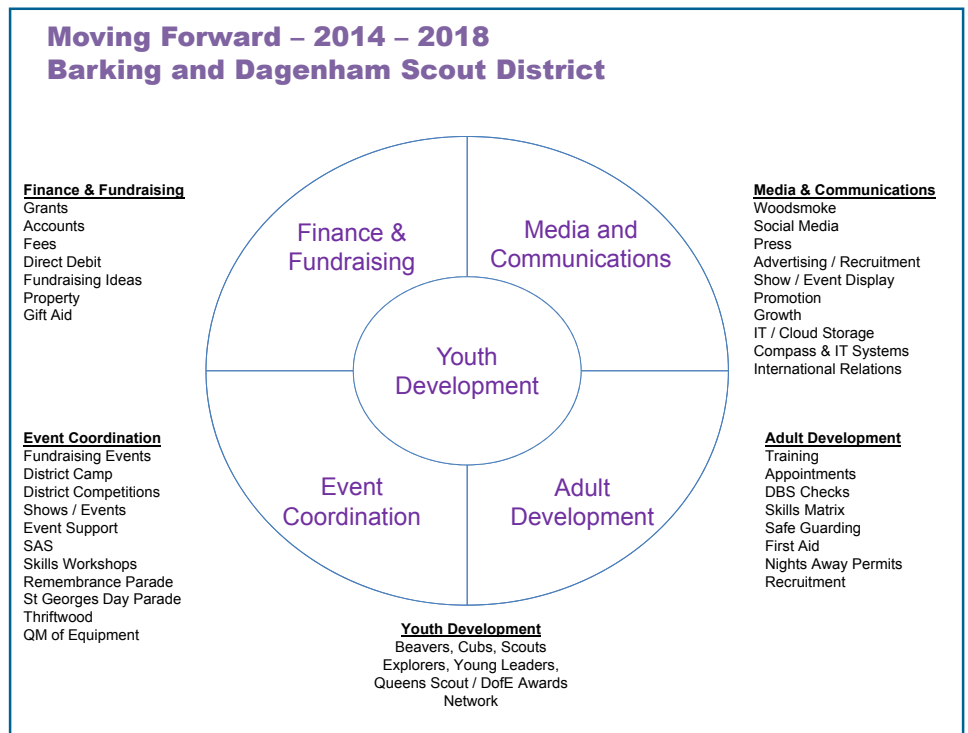 Moving Forward – 2014 – 2018
Barking and Dagenham Scout District
Finance & Fundraising
Grants
Accounts
Fees
Direct Debit
Fundraising Ideas
Property
Gift Aid
Finance &
Fundraising
Media and
Communications
Media & Communications
Woodsmoke
Social Media
Press
Advertising / Recruitment
Show / Event Display
Promotion
Growth
IT / Cloud Storage
Compass & IT Systems
International Relations
Youth
Development
Event Coordination
Fundraising Events
District Camp
District Competitions
Shows / Events
Event Support
SAS
Skills Workshops
Remembrance Parade
St Georges Day Parade
Thriftwood
QM of Equipment
Event
Coordination
Adult
Development
Adult Development
Training
Appointments
DBS Checks
Skills Matrix
Safe Guarding
First Aid
Nights Away Permits
Recruitment
Youth Development
Beavers, Cubs, Scouts
Explorers, Young Leaders,
Queens Scout / DofE Awards
Network